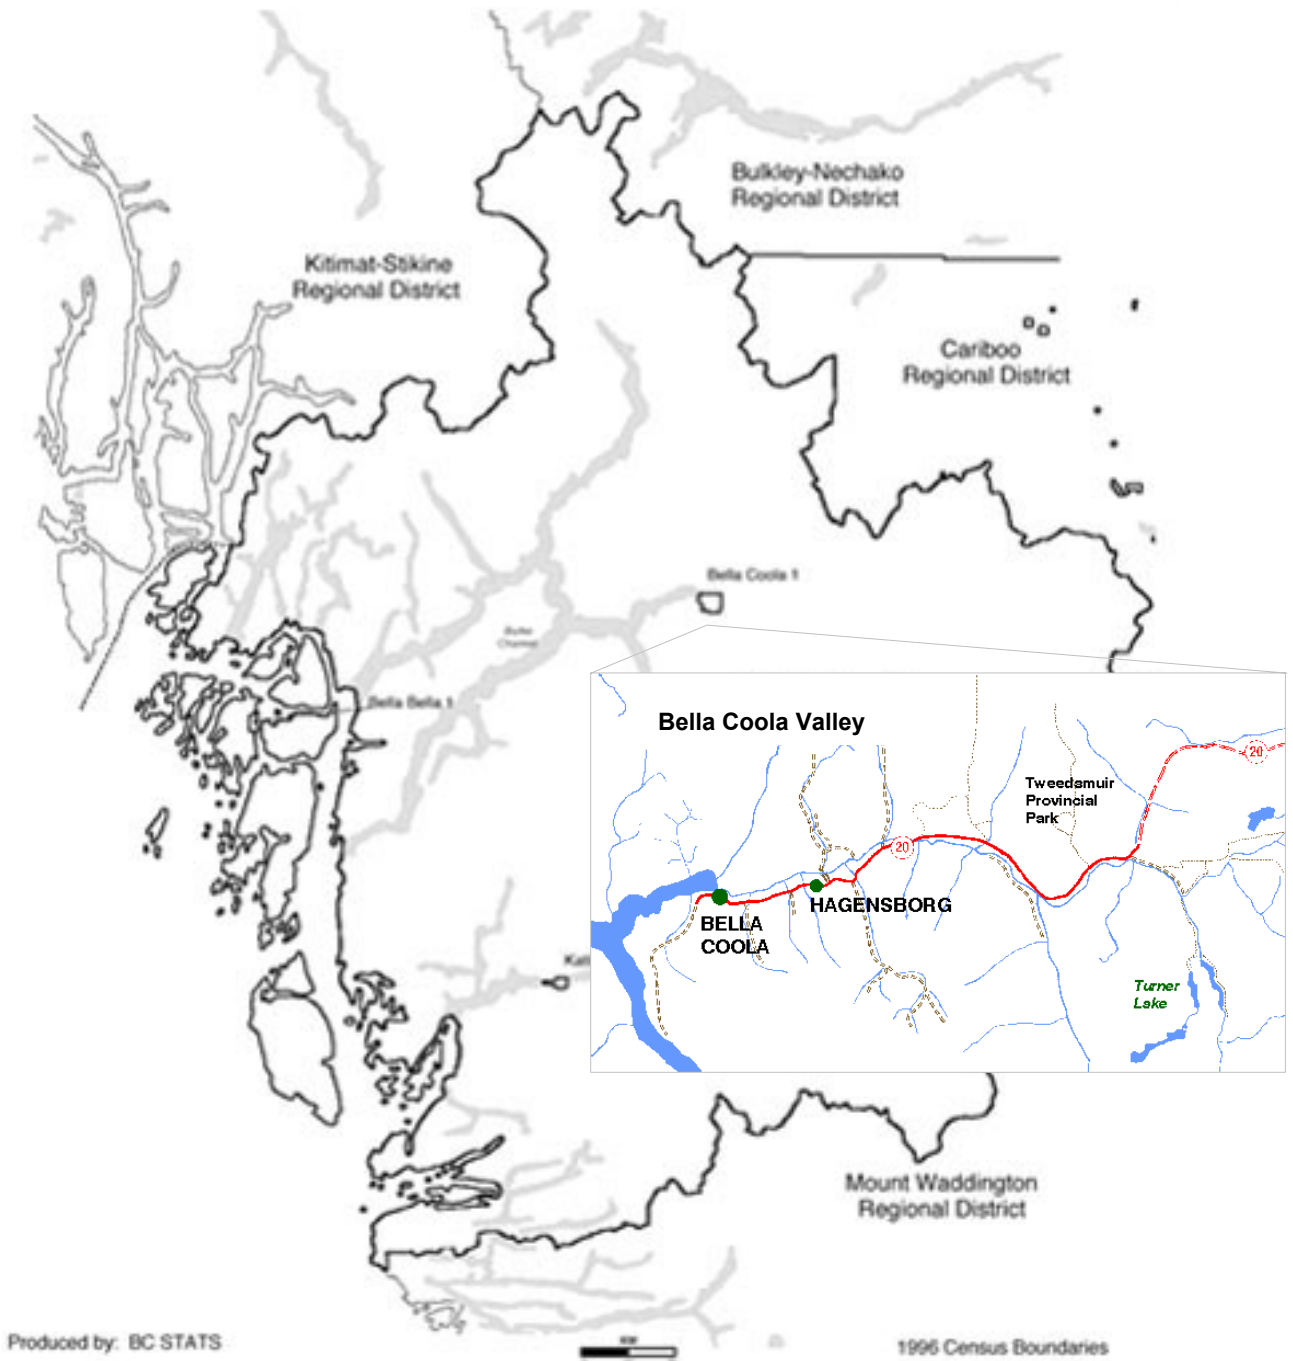 Bulkley-Nechako
Regional District
Kitimat-Stikine
Regional District
Cariboo
Regional District
Bella Coola 1
Burke
Channel
Bella Bella 1
Bella Coola Valley
20
Tweedsmuir
Provincial
Park
20
HAGENSBORG
BELLA
COOLA
Turner
Lake
Mount Waddington
Regional District
Produced by: BC STATS
1996 Census Boundaries